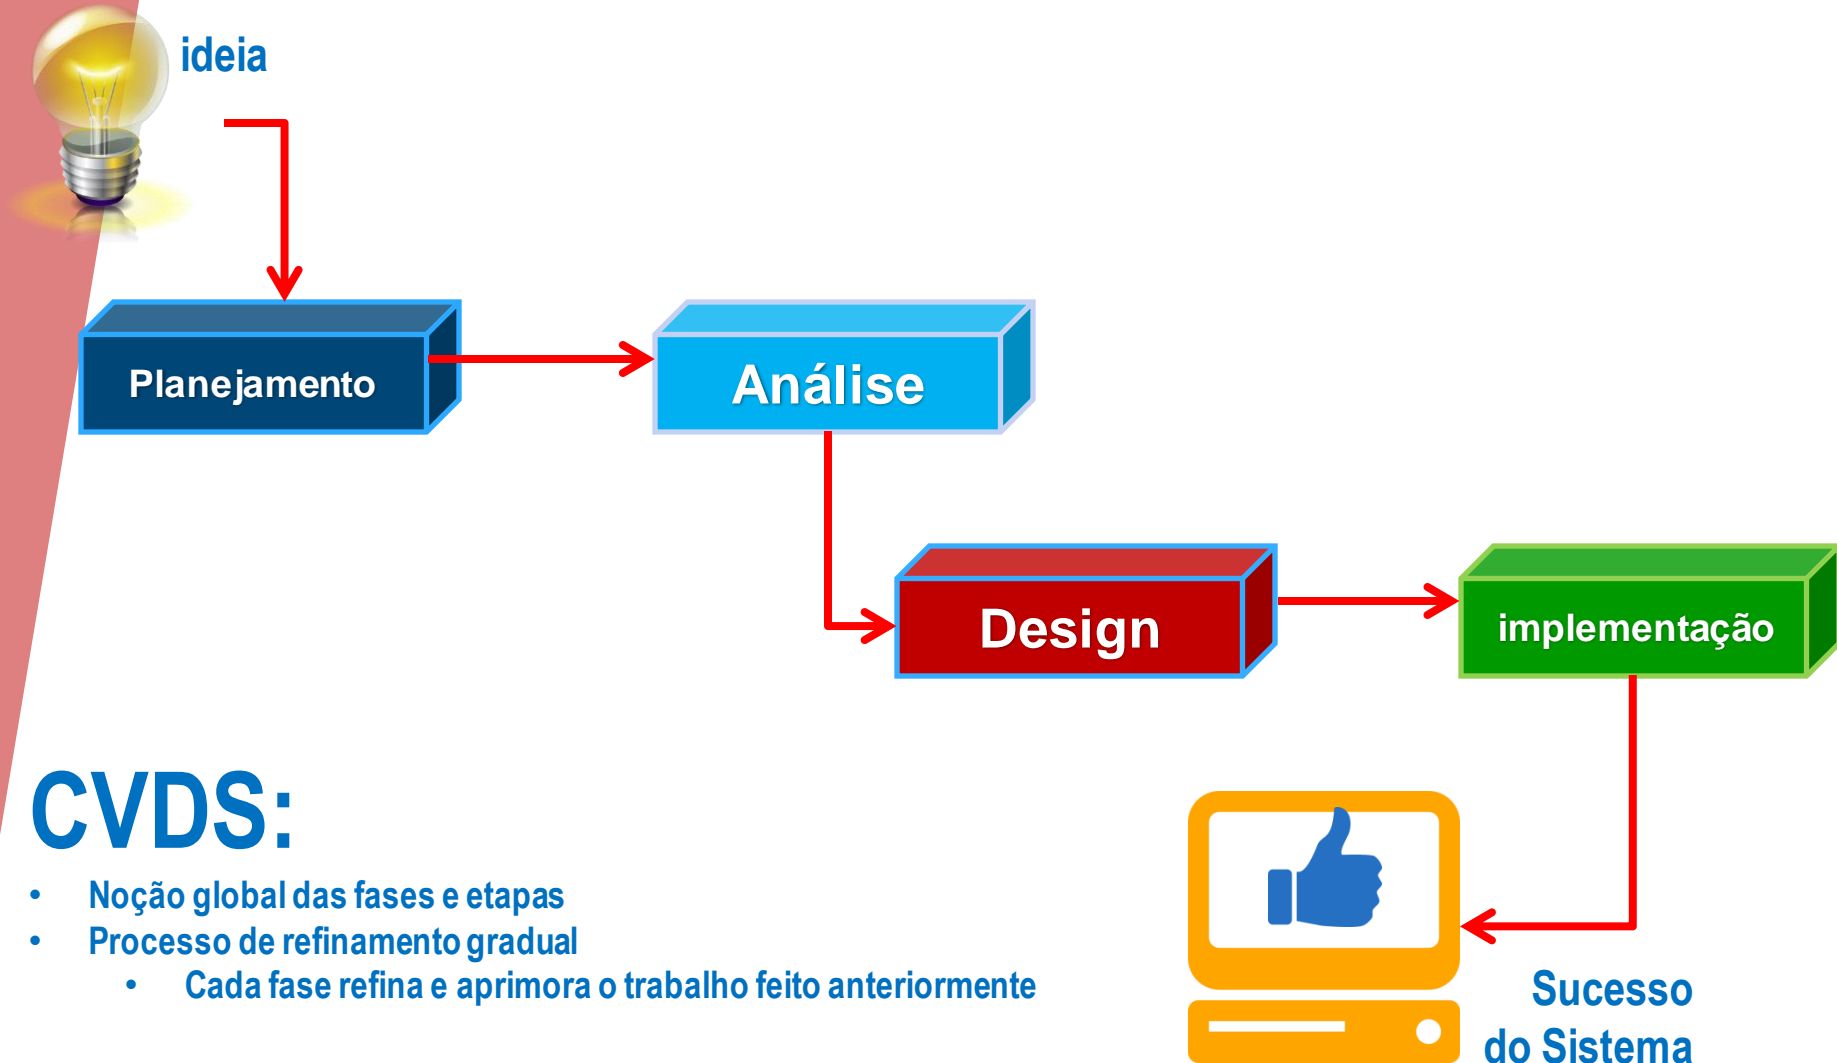 ideia
Planejamento
Análise
Design
implementação
CVDS:
• Noção global das fases e etapas
• Processo de refinamento gradual
• Cada fase refina e aprimora o trabalho feito anteriormente
Sucesso
do Sistema